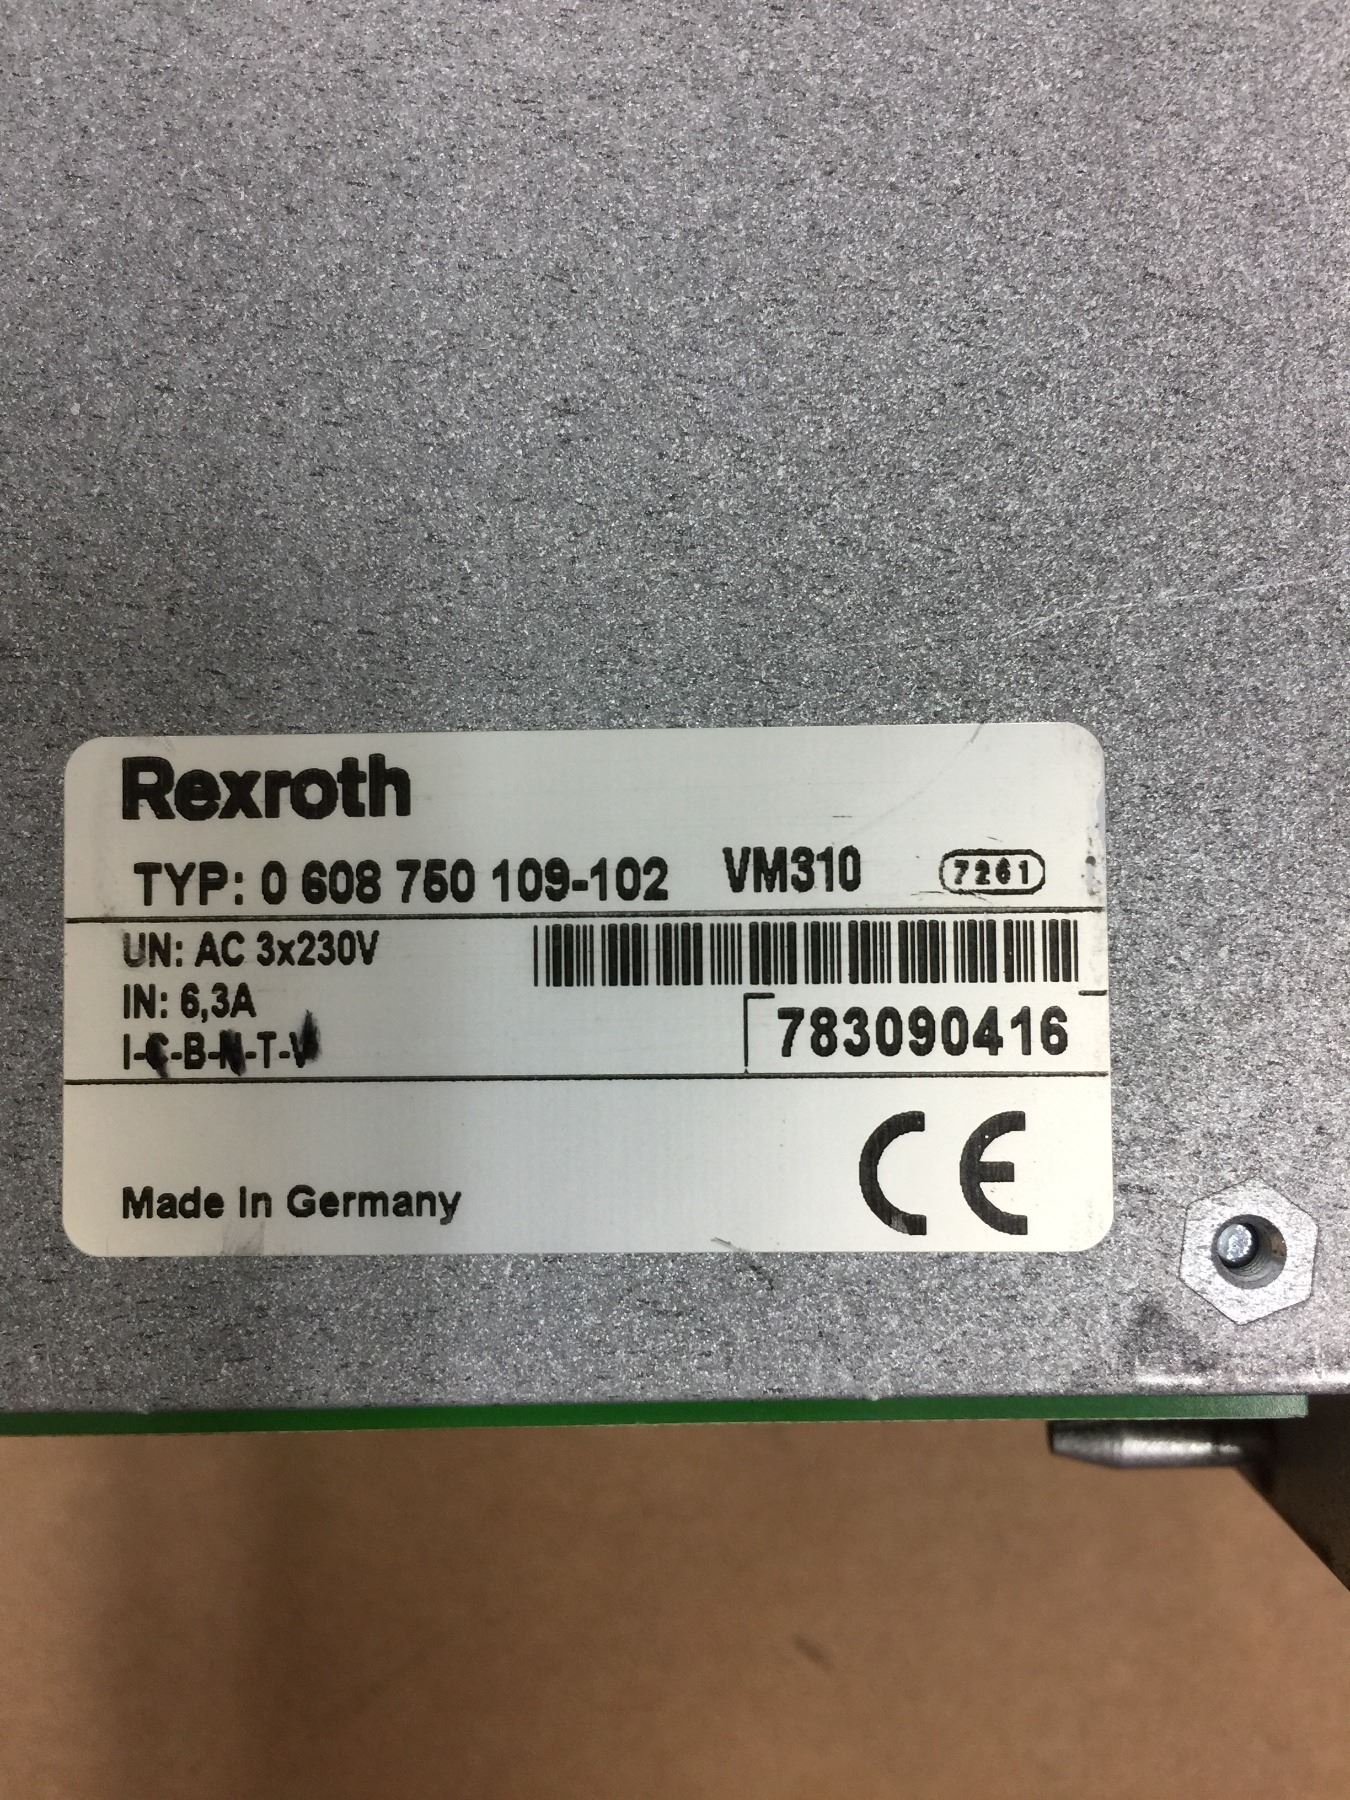 Rexroth
TYP: 0 608 750 109-102 VM310 7261
UN: AC 3x230V
IN: 6,3A
783090416
I-C-B-N-T-V
Made in Germany
CE